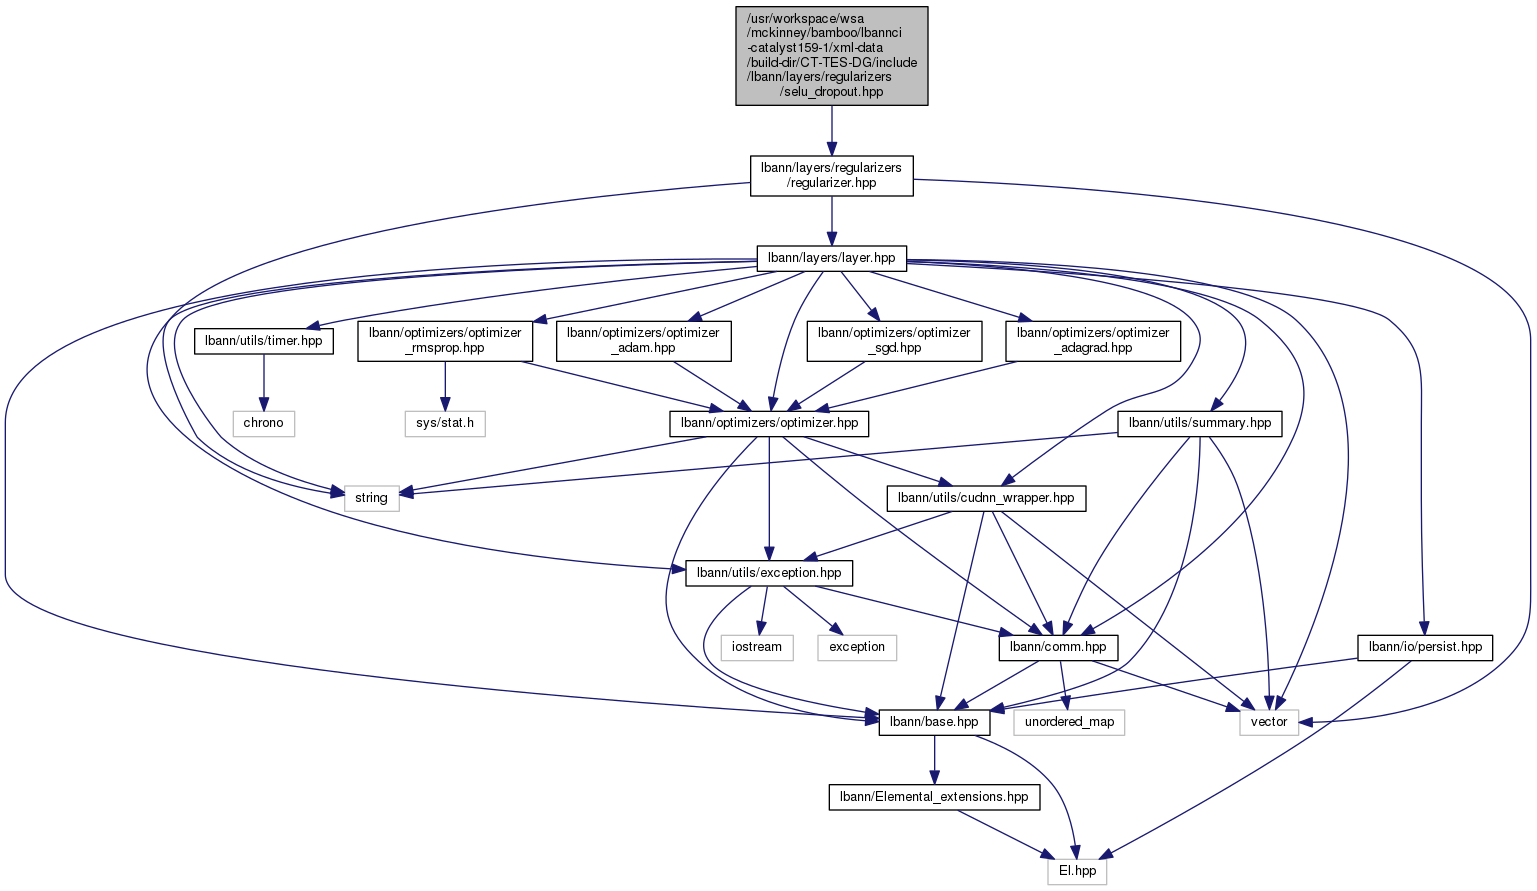 /usr/workspace/wsa
/mckinney/bamboo/lbannci
-catalyst159-1/xml-data
/build-dir/CT-TES-DG/include
/lbann/layers/regularizers
/selu_dropout.hpp
lbann/layers/regularizers
/regularizer.hpp
lbann/layers/layer.hpp
lbann/utils/timer.hpp
lbann/optimizers/optimizer
_rmsprop.hpp
lbann/optimizers/optimizer
_adam.hpp
lbann/optimizers/optimizer
_sgd.hpp
lbann/optimizers/optimizer
_adagrad.hpp
chrono
sys/stat.h
lbann/optimizers/optimizer.hpp
lbann/utils/summary.hpp
string
lbann/utils/cudnn_wrapper.hpp
lbann/utils/exception.hpp
iostream
exception
lbann/comm.hpp
lbann/io/persist.hpp
lbann/base.hpp
unordered_map
vector
lbann/Elemental_extensions.hpp
El.hpp